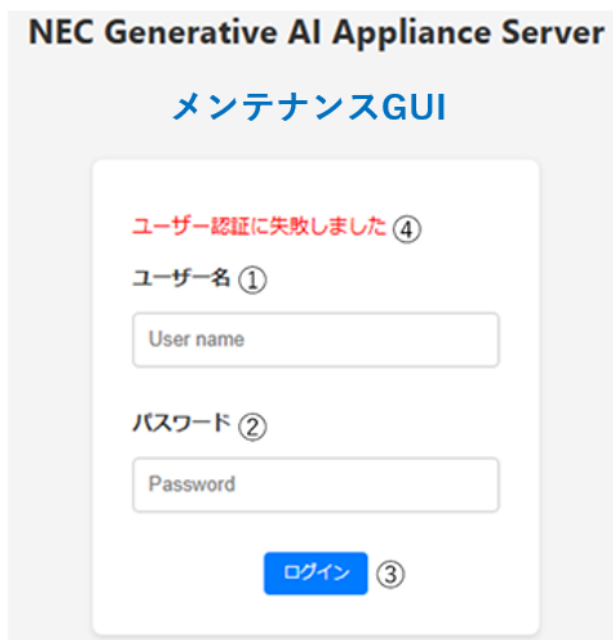 NEC Generative AI Appliance Server
メンテナンスGUI
ユーザー認証に失敗しました ④
ユーザー名 ①
User name
パスワード ②
Password
ログイン ③